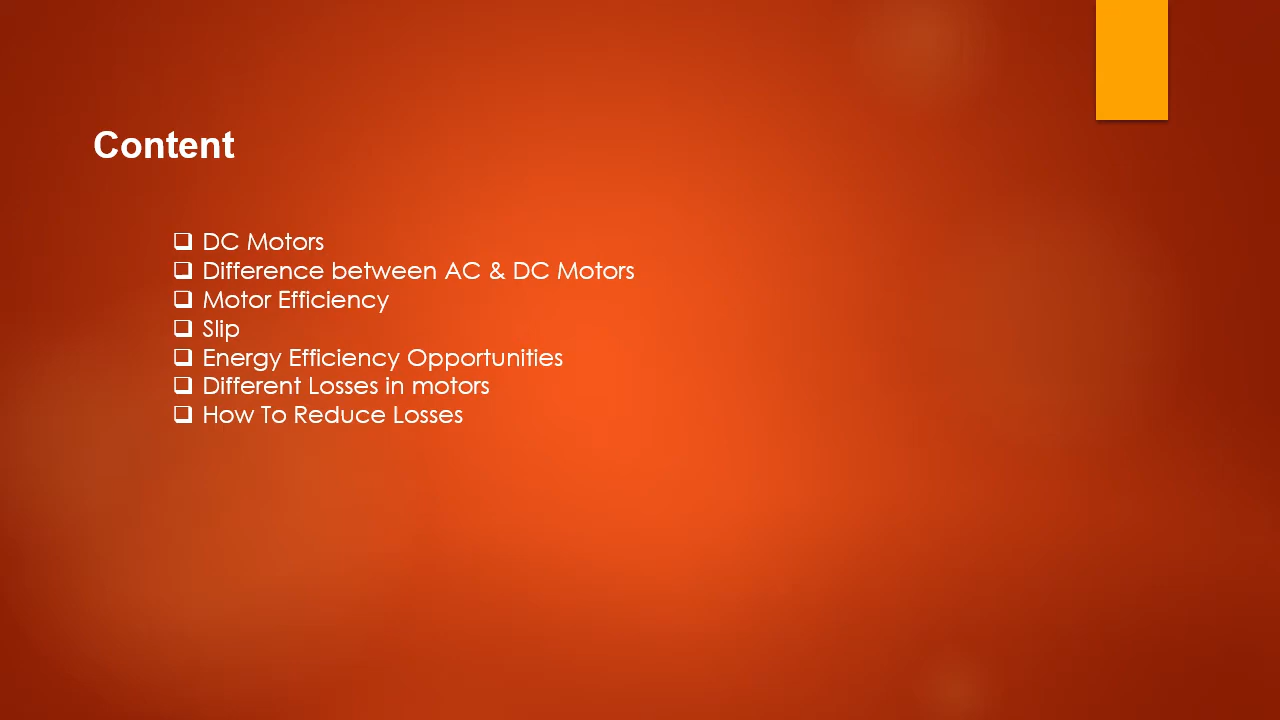 Content
❑ DC Motors
❑ Difference between AC & DC Motors
❑ Motor Efficiency
❑ Slip
❑ Energy Efficiency Opportunities
❑ Different Losses in motors
❑ How To Reduce Losses